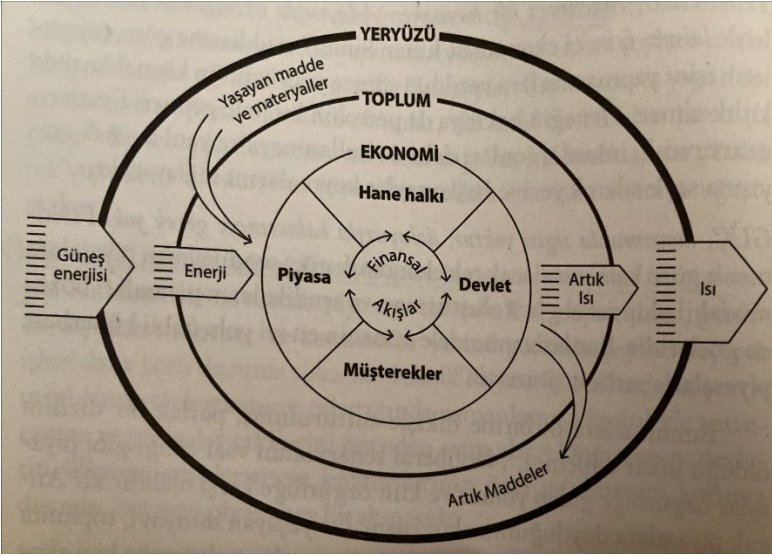 YERYÜZÜ
Yaşayan madde
ve materyaller
TOPLUM
EKONOMİ
Hane halkı
Güneş
enerjisi
Enerji
Piyasa
Finansal
Akışlar
Devlet
Artık
Isı
Isı
Müşterekler
Artık Maddeler